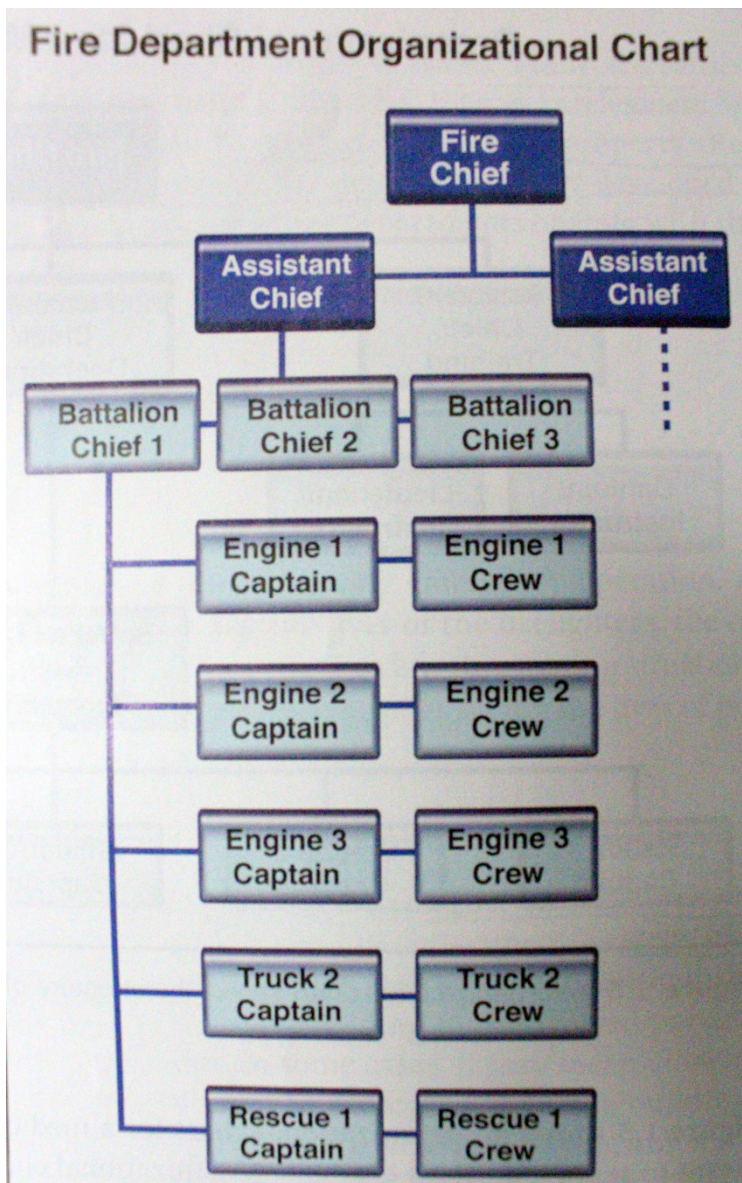 Fire Department Organizational Chart
Fire
Chief
Assistant
Chief
Assistant
Chief
Battalion
Chief 1
Battalion
Chief 2
Battalion
Chief 3
Engine 1
Captain
Engine 1
Crew
Engine 2
Captain
Engine 2
Crew
Engine 3
Captain
Engine 3
Crew
Truck 2
Captain
Truck 2
Crew
Rescue 1
Captain
Rescue 1
Crew